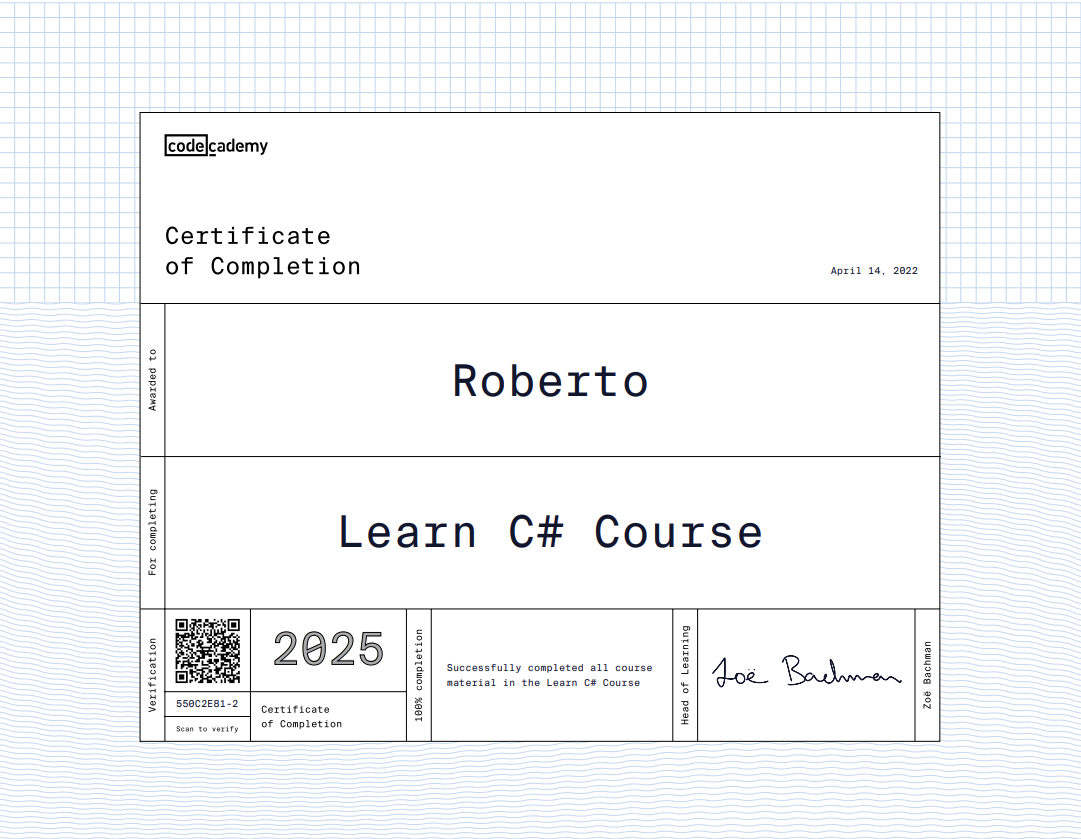 codecademy
Certificate
of Completion
April 14, 2022
Awarded to
Roberto
For completing
Learn C# Course
Verification
550C2E81-2
Scan to verify
2025
Certificate
of Completion
100% completion
Successfully completed all course
material in the Learn C# Course
Head of Learning
Zoë Bachman
Zoë Bachman